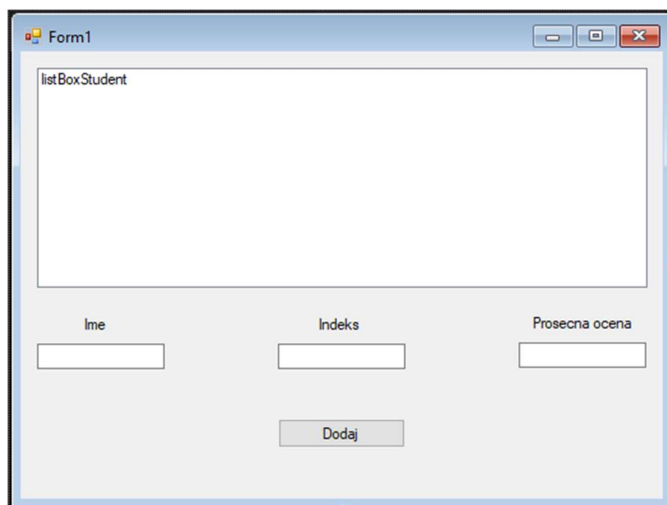 Form1
listBoxStudent
Ime
Indeks
Prosecna ocena
Dodaj